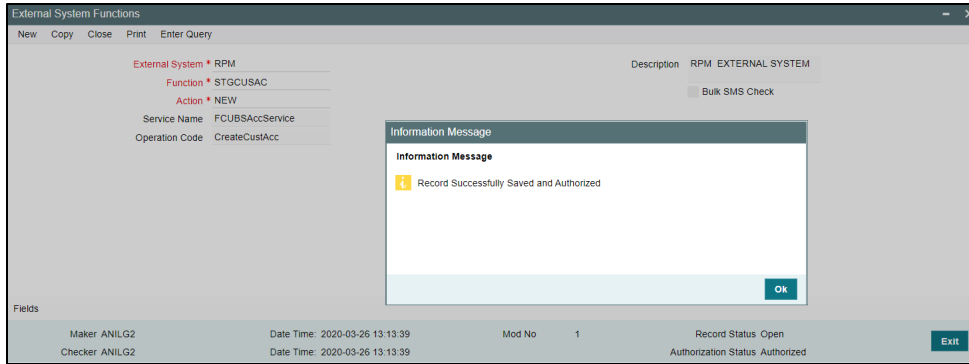 External System Functions
New Copy Close Print Enter Query
External System * RPM Description RPM EXTERNAL SYSTEM
Function * STGCUSAC Bulk SMS Check
Action * NEW
Service Name FCUBSAccService
Operation Code CreateCustAcc
Information Message
Information Message
Record Successfully Saved and Authorized
Ok
Fields
Maker ANILG2 Date Time: 2020-03-26 13:13:39 Mod No 1 Record Status Open
Checker ANILG2 Date Time: 2020-03-26 13:13:39 Authorization Status Authorized
Exit